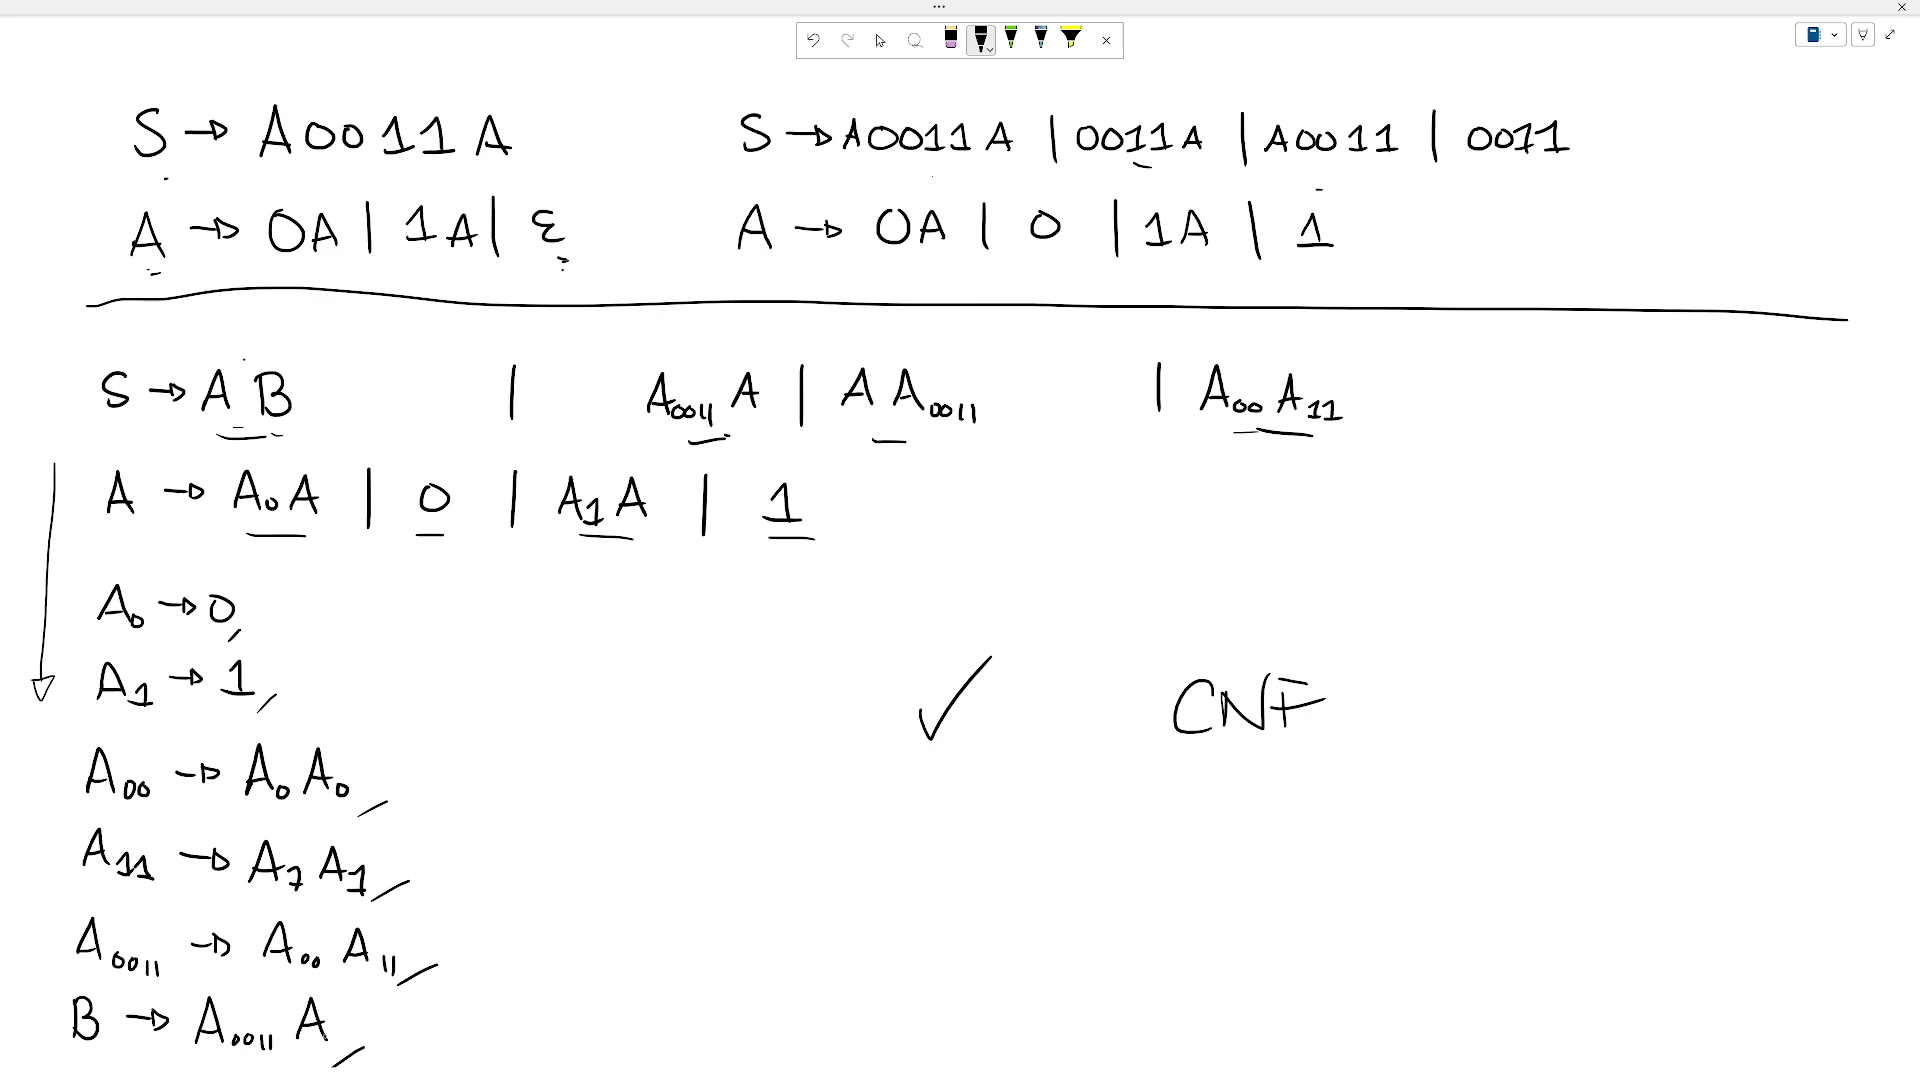 S → A0011A    S → A0011A | 0011A | A0011 | 0011
A → 0A | 1A | ε    A → 0A | 0 | 1A | 1
S → AB | A₀₀₁₁A | AA₀₀₁₁ | A₀₀A₁₁
A → A₀A | 0 | A₁A | 1
A₀ → 0
A₁ → 1
✓ CNF
A₀₀ → A₀A₀
A₁₁ → A₁A₁
A₀₀₁₁ → A₀₀A₁₁
B → A₀₀₁₁A